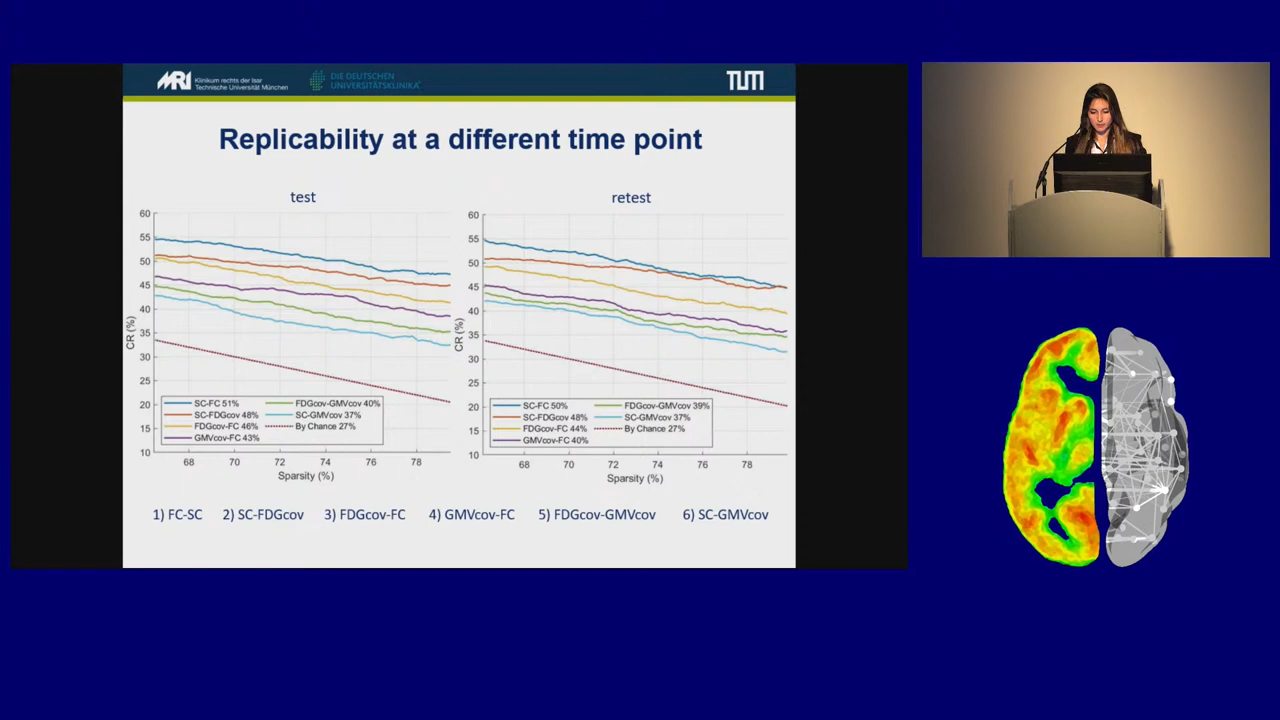 MRI
Klinikum rechts der Isar
Technische Universität München
DIE DEUTSCHEN
UNIVERSITÄTSKLINIKA
TUM
Replicability at a different time point
test
60
55
50
45
40
35
30
25
20
15
10
CR (%)
SC-FC 51%
SC-FDGcov 48%
FDGcov-FC 46%
GMVcov-FC 43%
FDGcov-GMVcov 40%
SC-GMVcov 37%
By Chance 27%
68 70 72 74 76 78
Sparsity (%)
retest
60
55
50
45
40
35
30
25
20
15
10
CR (%)
SC-FC 50%
SC-FDGcov 48%
FDGcov-FC 44%
GMVcov-FC 40%
FDGcov-GMVcov 39%
SC-GMVcov 37%
By Chance 27%
68 70 72 74 76 78
Sparsity (%)
1) FC-SC 2) SC-FDGcov 3) FDGcov-FC 4) GMVcov-FC 5) FDGcov-GMVcov 6) SC-GMVcov